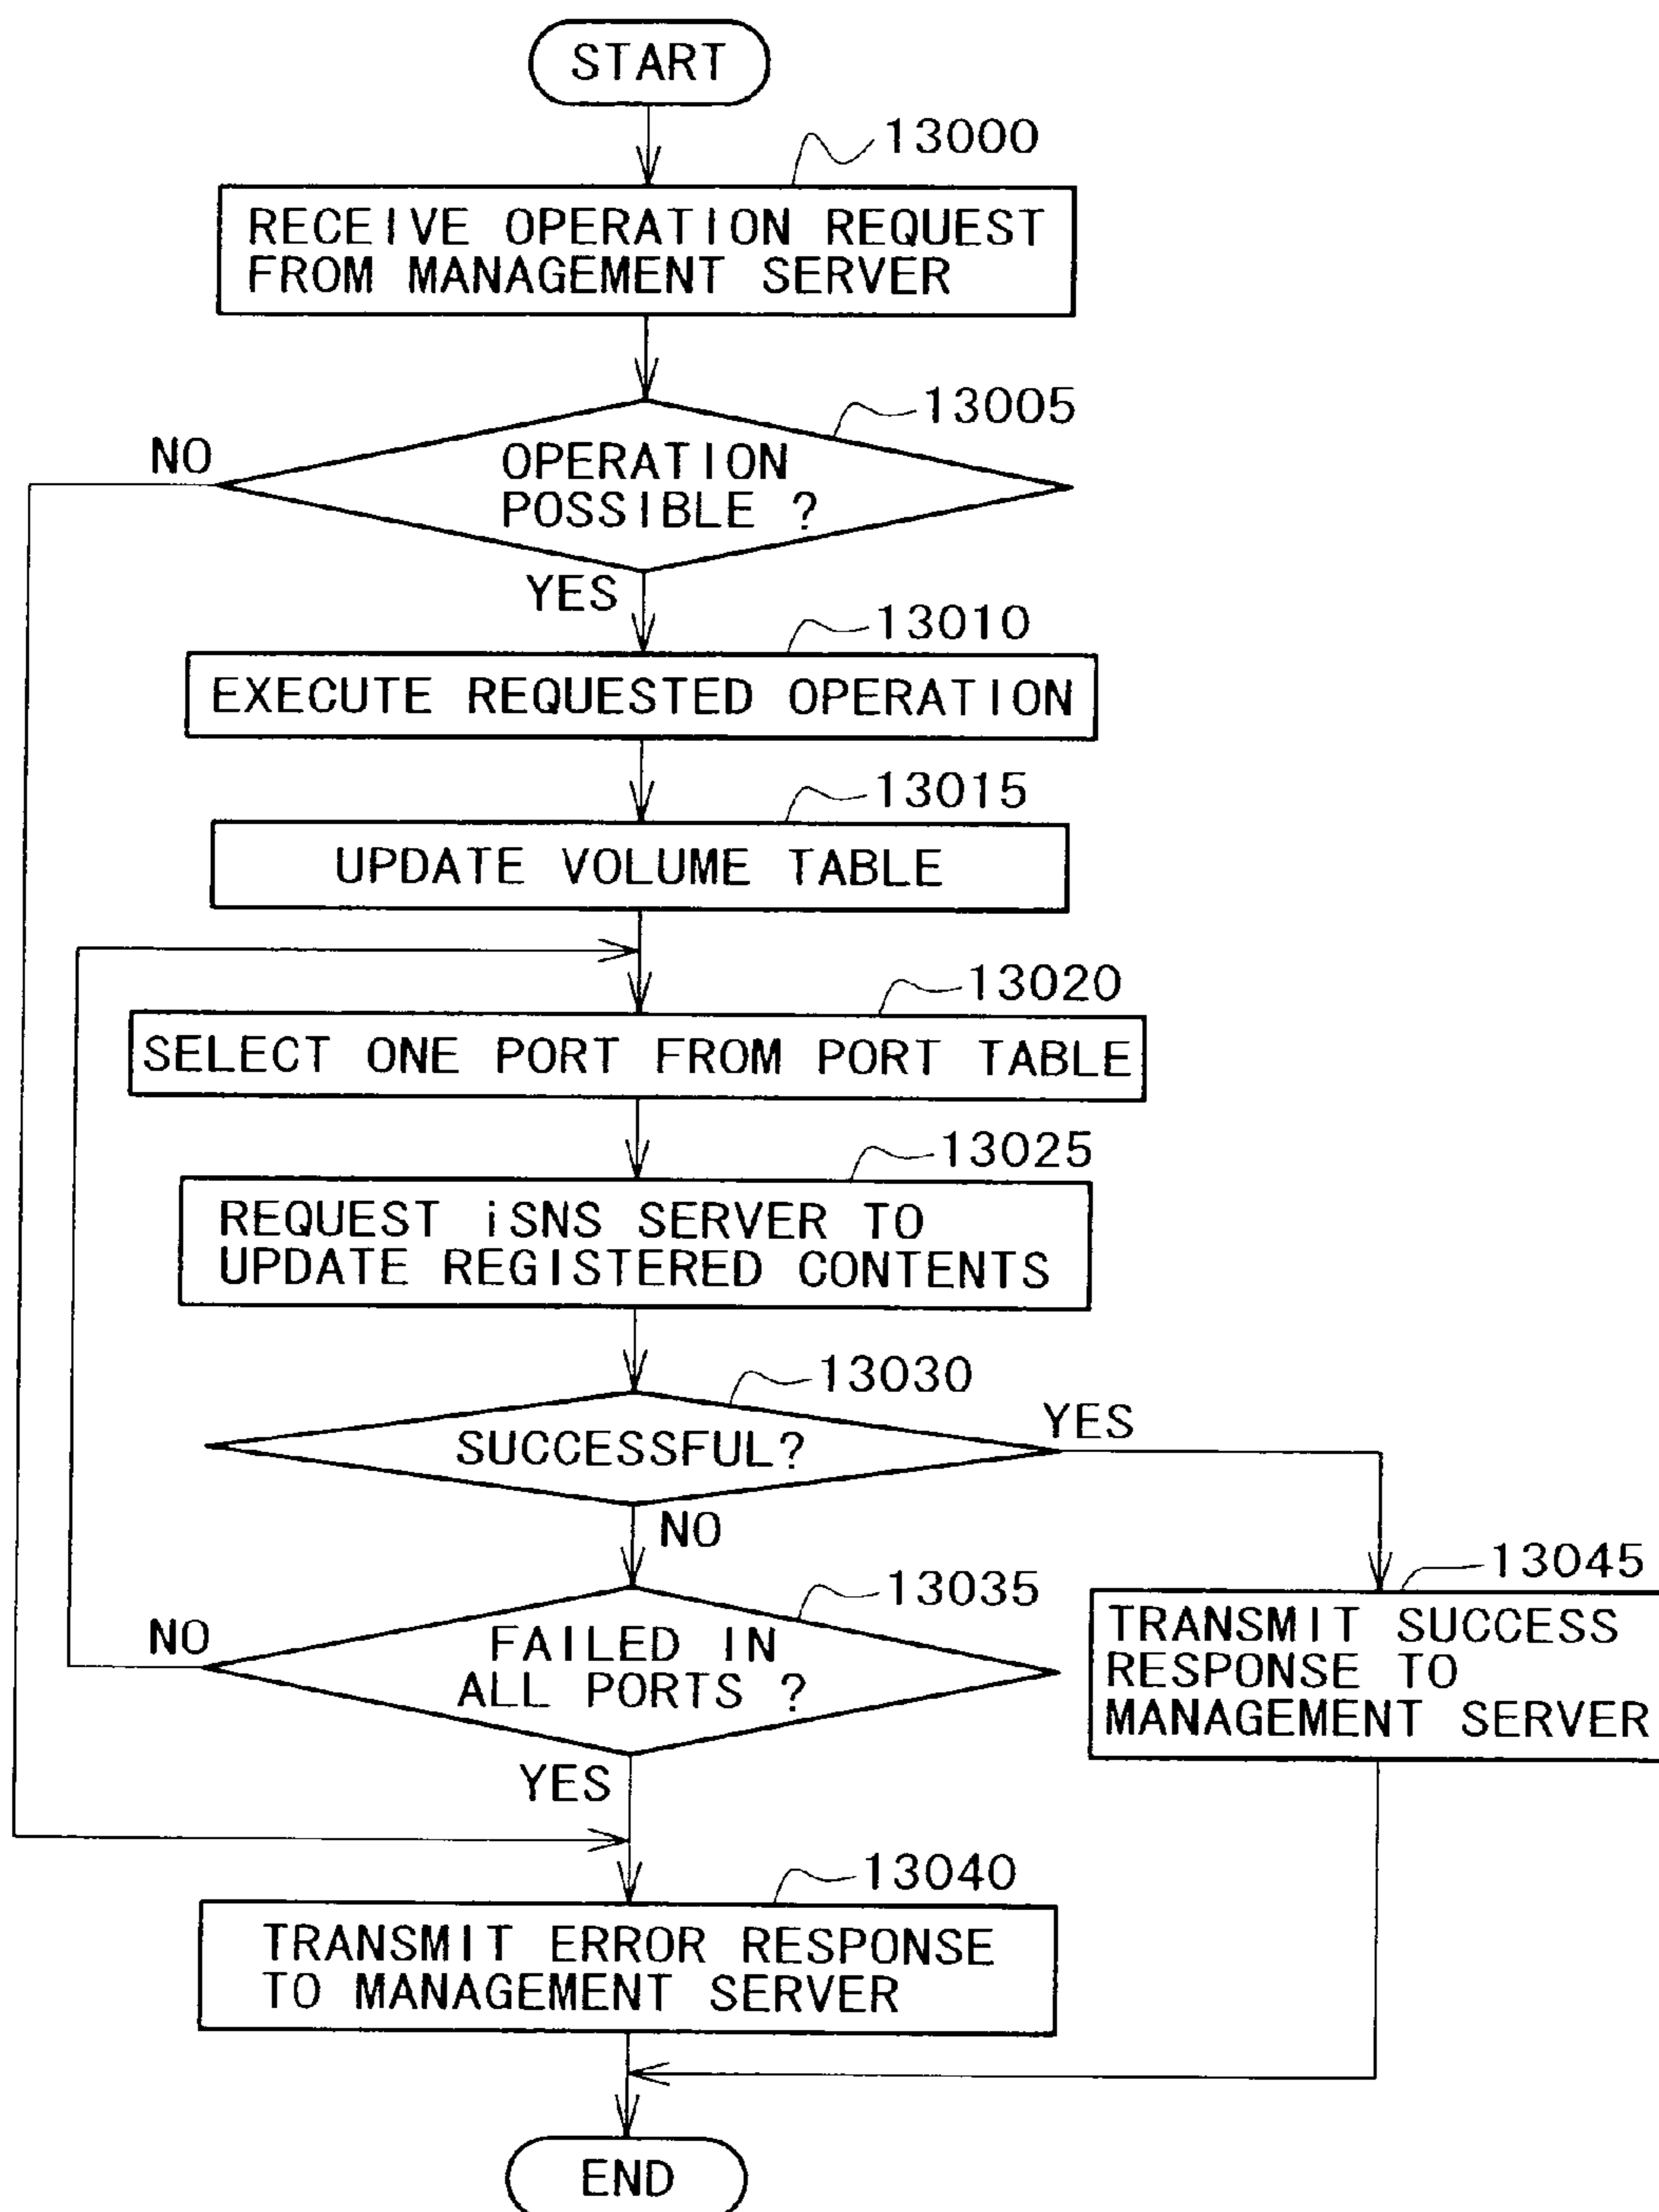 START
13000
RECEIVE OPERATION REQUEST
FROM MANAGEMENT SERVER
13005
NO
OPERATION
POSSIBLE ?
YES
13010
EXECUTE REQUESTED OPERATION
13015
UPDATE VOLUME TABLE
13020
SELECT ONE PORT FROM PORT TABLE
13025
REQUEST iSNS SERVER TO
UPDATE REGISTERED CONTENTS
13030
SUCCESSFUL?
YES
NO
13035
NO
FAILED IN
ALL PORTS ?
YES
13045
TRANSMIT SUCCESS
RESPONSE TO
MANAGEMENT SERVER
13040
TRANSMIT ERROR RESPONSE
TO MANAGEMENT SERVER
END